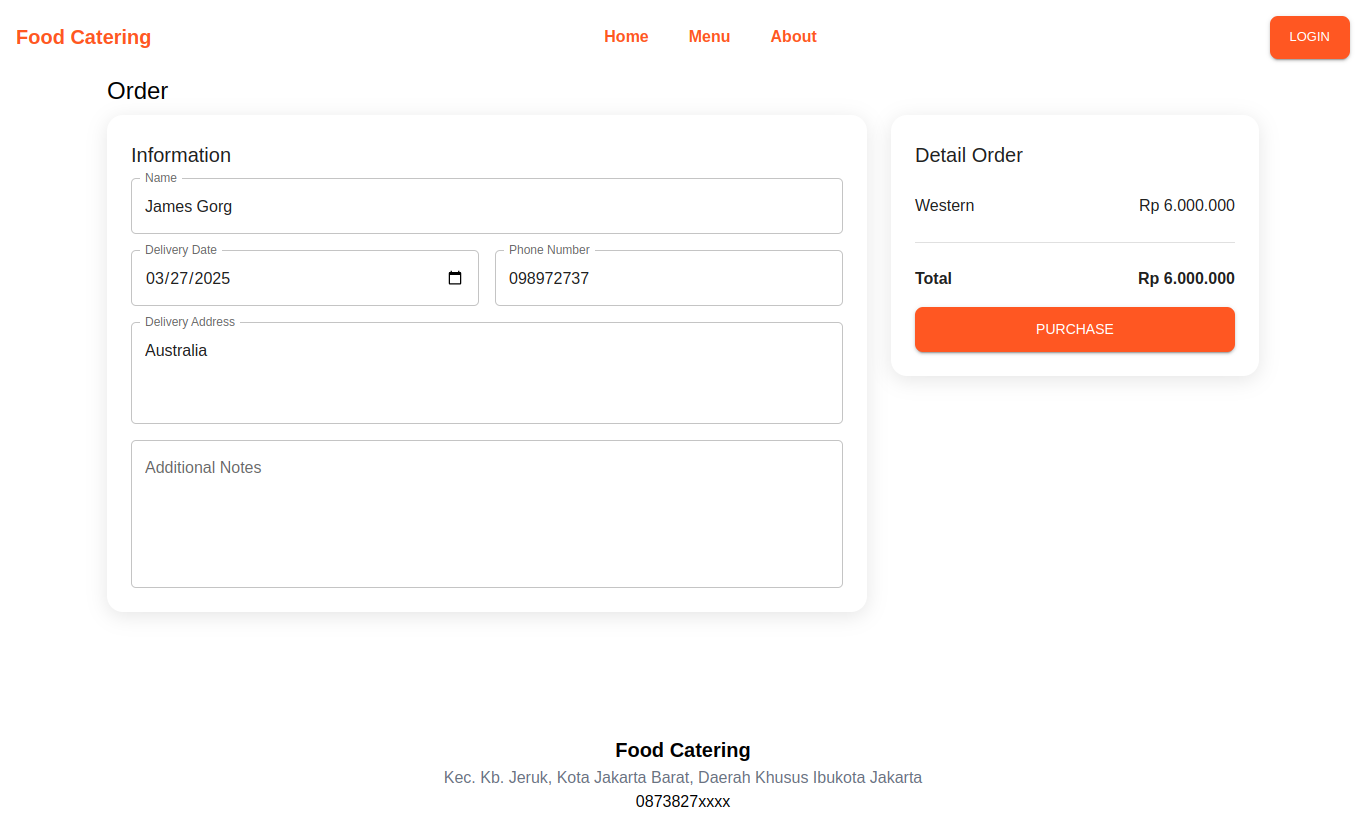 Food Catering
Home Menu About
LOGIN
Order
Information
Name
James Gorg
Delivery Date
03/27/2025
Phone Number
098972737
Delivery Address
Australia
Additional Notes
Detail Order
Western Rp 6.000.000
Total Rp 6.000.000
PURCHASE
Food Catering
Kec. Kb. Jeruk, Kota Jakarta Barat, Daerah Khusus Ibukota Jakarta
0873827xxxx